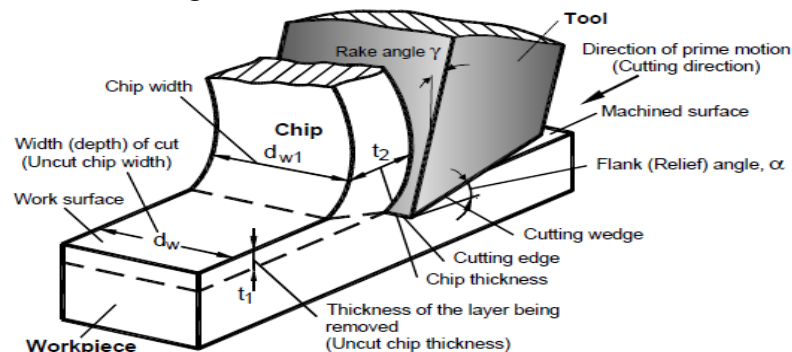 Tool
Rake angle γ
Direction of prime motion
(Cutting direction)
Chip width
Machined surface
Chip
Width (depth) of cut
(Uncut chip width)
d_w1
t_2
Flank (Relief) angle, α
Work surface
d_w
Cutting wedge
Cutting edge
Chip thickness
t_1
Thickness of the layer being
removed
(Uncut chip thickness)
Workpiece